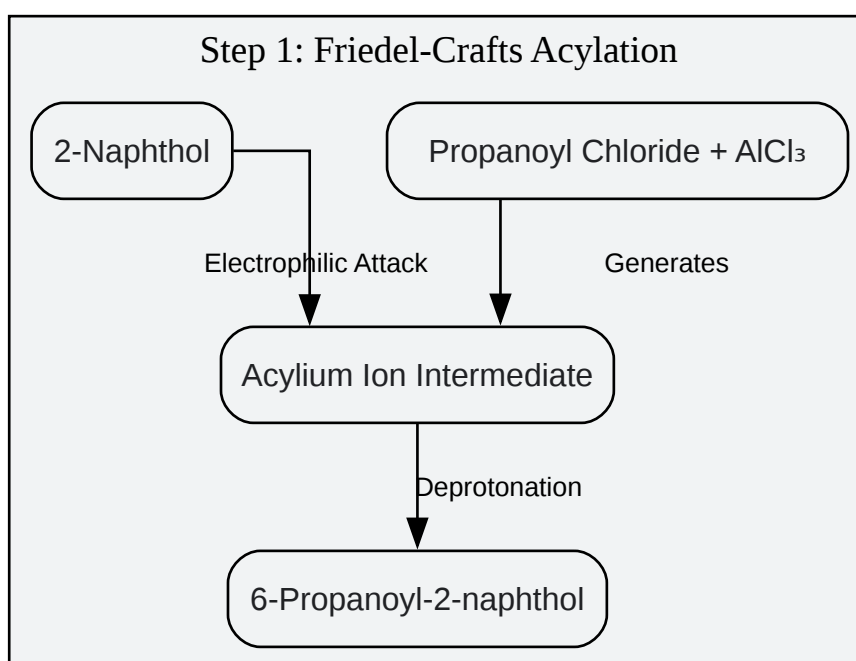 Step 1: Friedel-Crafts Acylation
2-Naphthol
Propanoyl Chloride + AlCl₃
Electrophilic Attack
Generates
Acylium Ion Intermediate
Deprotonation
6-Propanoyl-2-naphthol